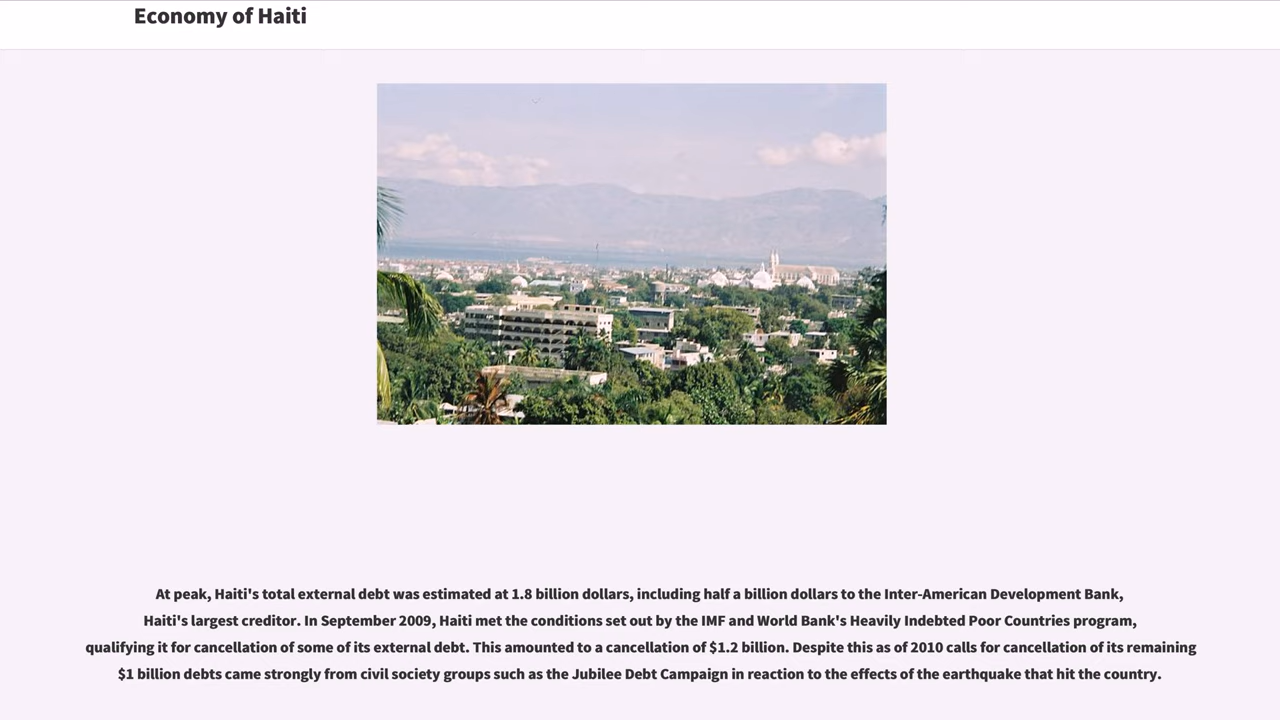 Economy of Haiti
At peak, Haiti's total external debt was estimated at 1.8 billion dollars, including half a billion dollars to the Inter-American Development Bank,
Haiti's largest creditor. In September 2009, Haiti met the conditions set out by the IMF and World Bank's Heavily Indebted Poor Countries program,
qualifying it for cancellation of some of its external debt. This amounted to a cancellation of $1.2 billion. Despite this as of 2010 calls for cancellation of its remaining
$1 billion debts came strongly from civil society groups such as the Jubilee Debt Campaign in reaction to the effects of the earthquake that hit the country.